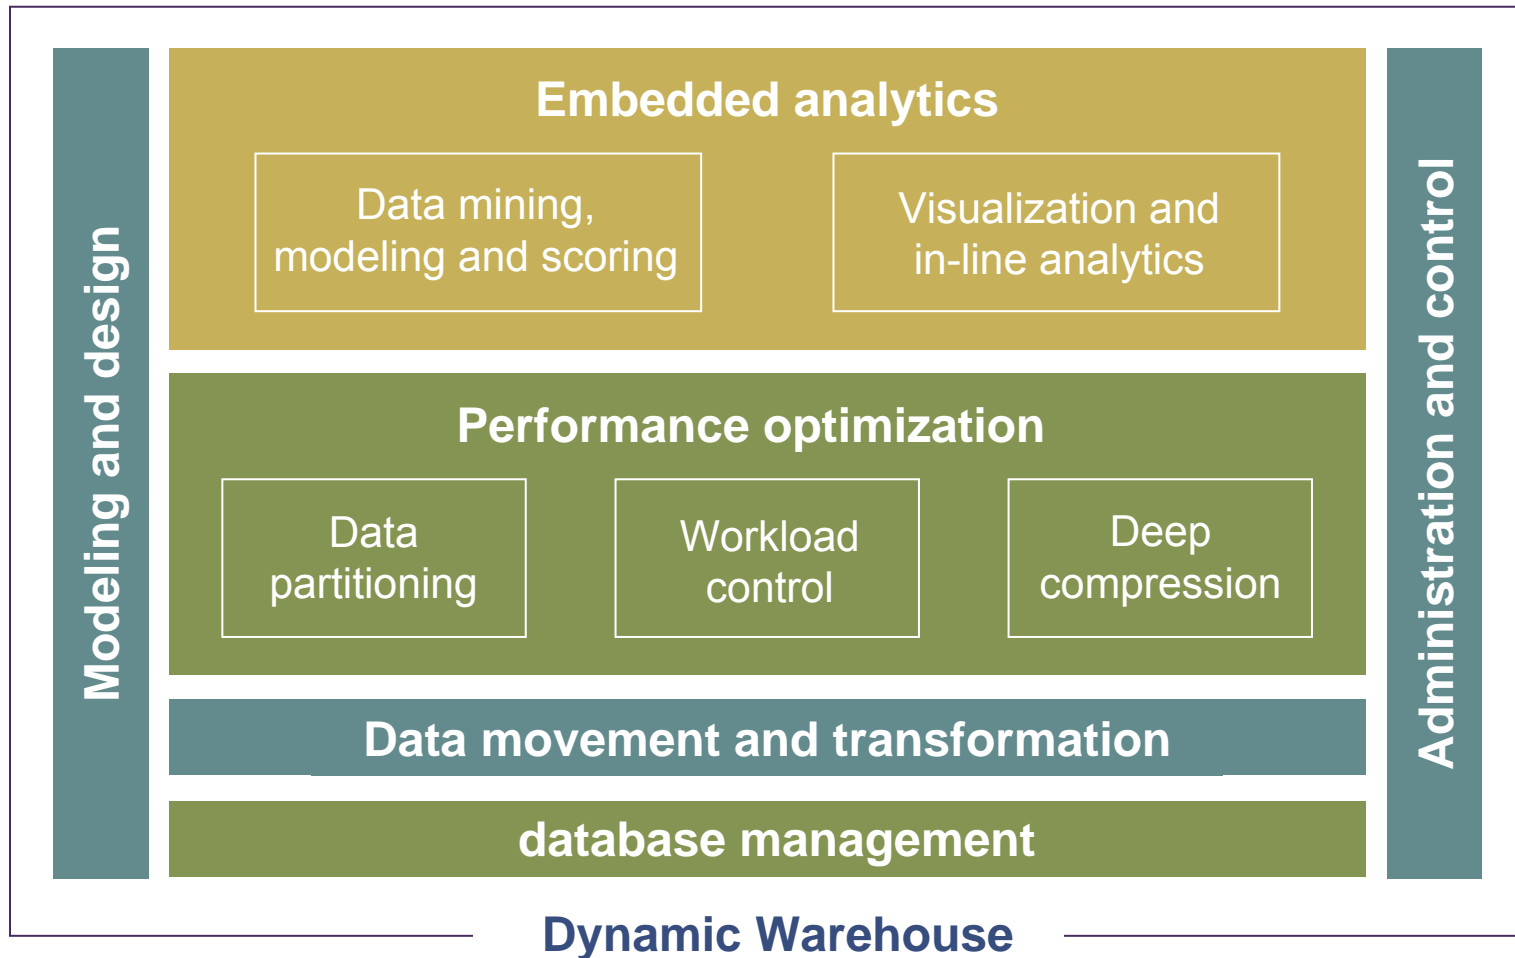 Modeling and design
Embedded analytics
Data mining,
modeling and scoring
Visualization and
in-line analytics
Performance optimization
Data
partitioning
Workload
control
Deep
compression
Data movement and transformation
database management
Administration and control
Dynamic Warehouse